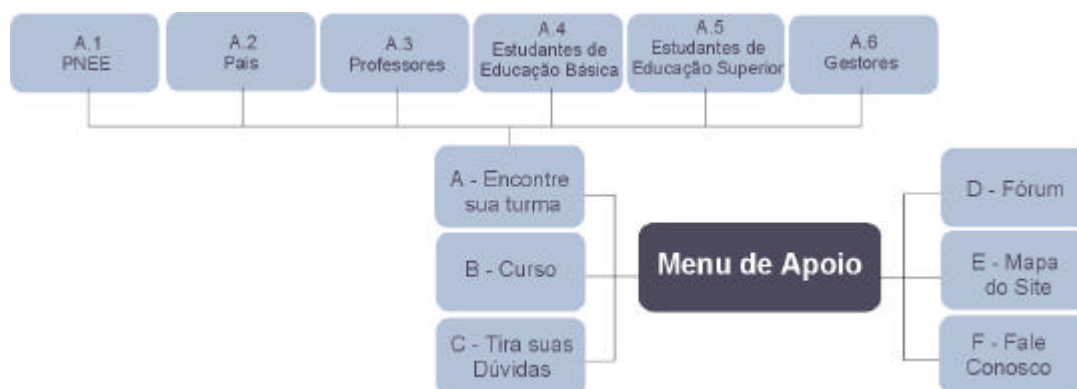 A.1
PNEE
A.2
Pais
A.3
Professores
A.4
Estudantes de
Educação Básica
A.5
Estudantes de
Educação Superior
A.6
Gestores
A - Encontre
sua turma
B - Curso
C - Tira suas
Dúvidas
Menu de Apoio
D - Fórum
E - Mapa
do Site
F - Fale
Conosco